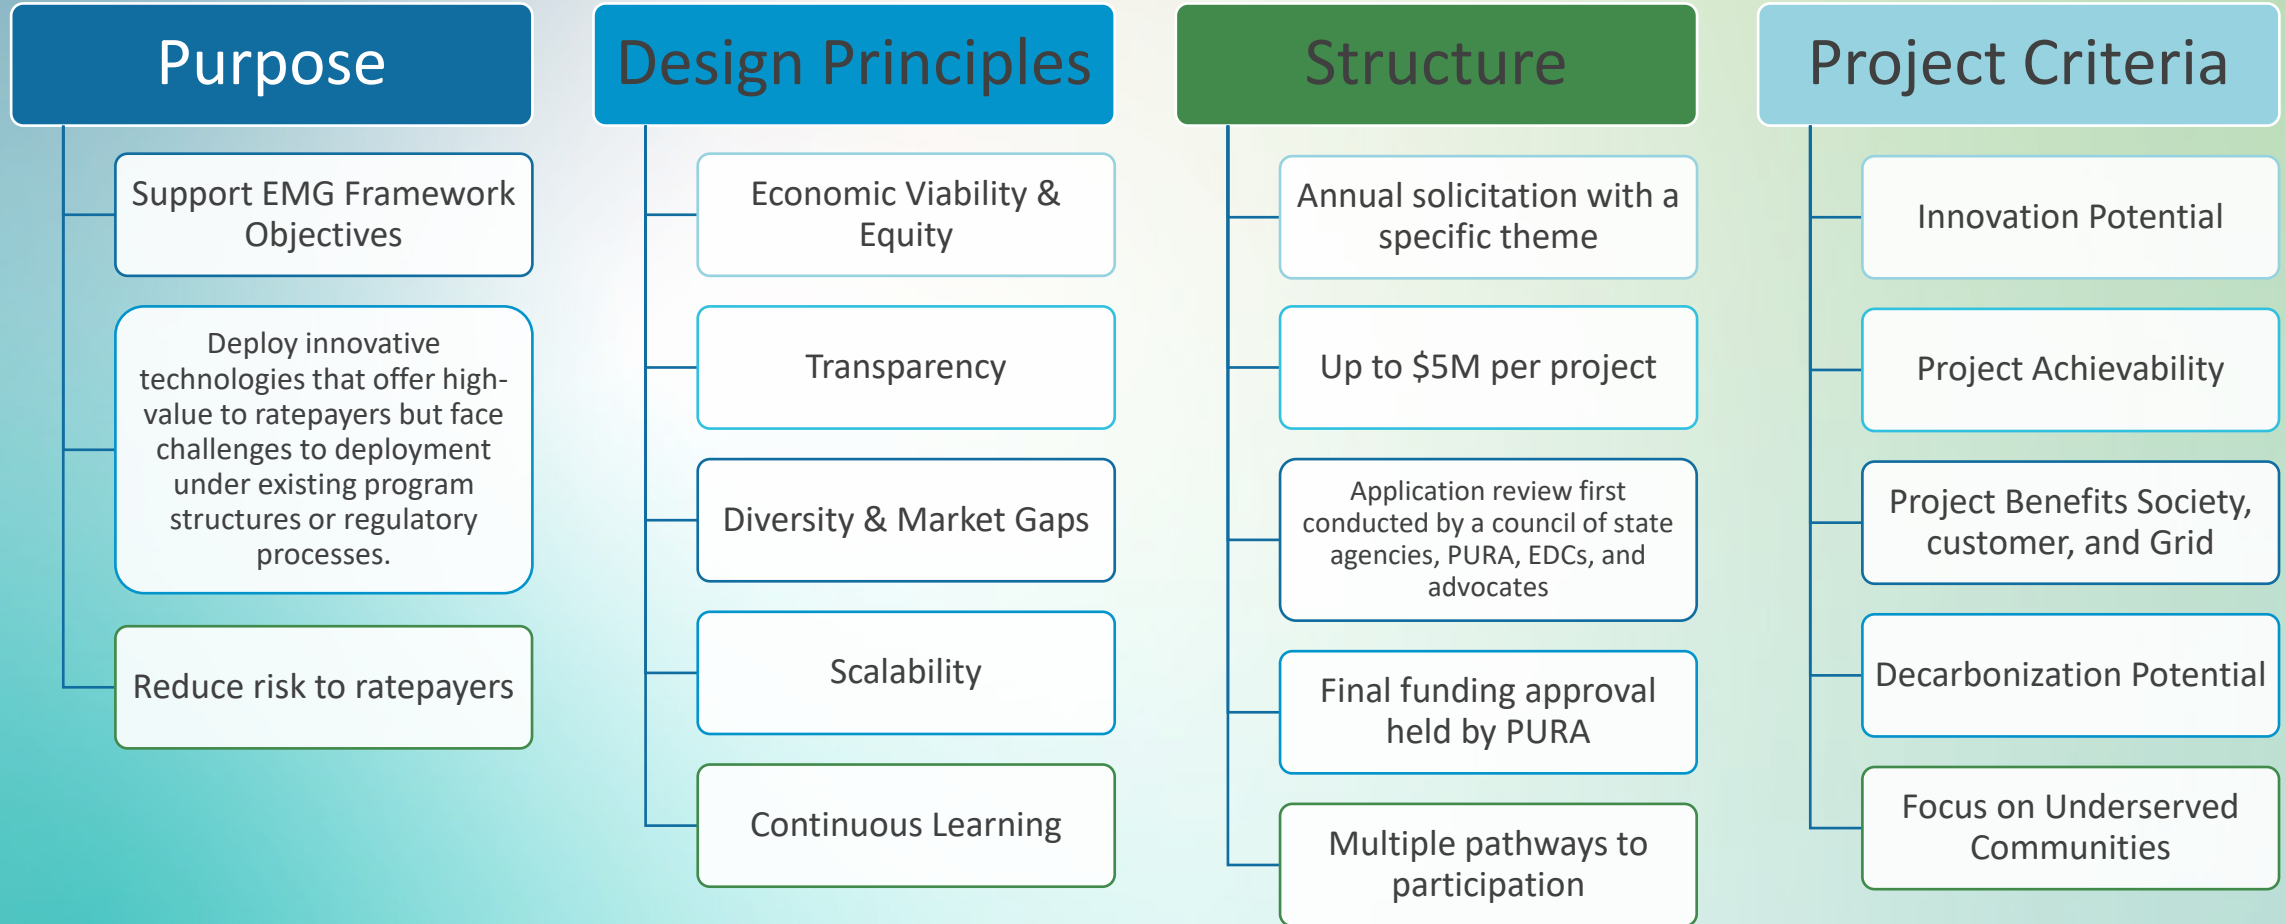 Purpose
Support EMG Framework
Objectives
Deploy innovative
technologies that offer high-
value to ratepayers but face
challenges to deployment
under existing program
structures or regulatory
processes.
Reduce risk to ratepayers
Design Principles
Economic Viability &
Equity
Transparency
Diversity & Market Gaps
Scalability
Continuous Learning
Structure
Annual solicitation with a
specific theme
Up to $5M per project
Application review first
conducted by a council of state
agencies, PURA, EDCs, and
advocates
Final funding approval
held by PURA
Multiple pathways to
participation
Project Criteria
Innovation Potential
Project Achievability
Project Benefits Society,
customer, and Grid
Decarbonization Potential
Focus on Underserved
Communities